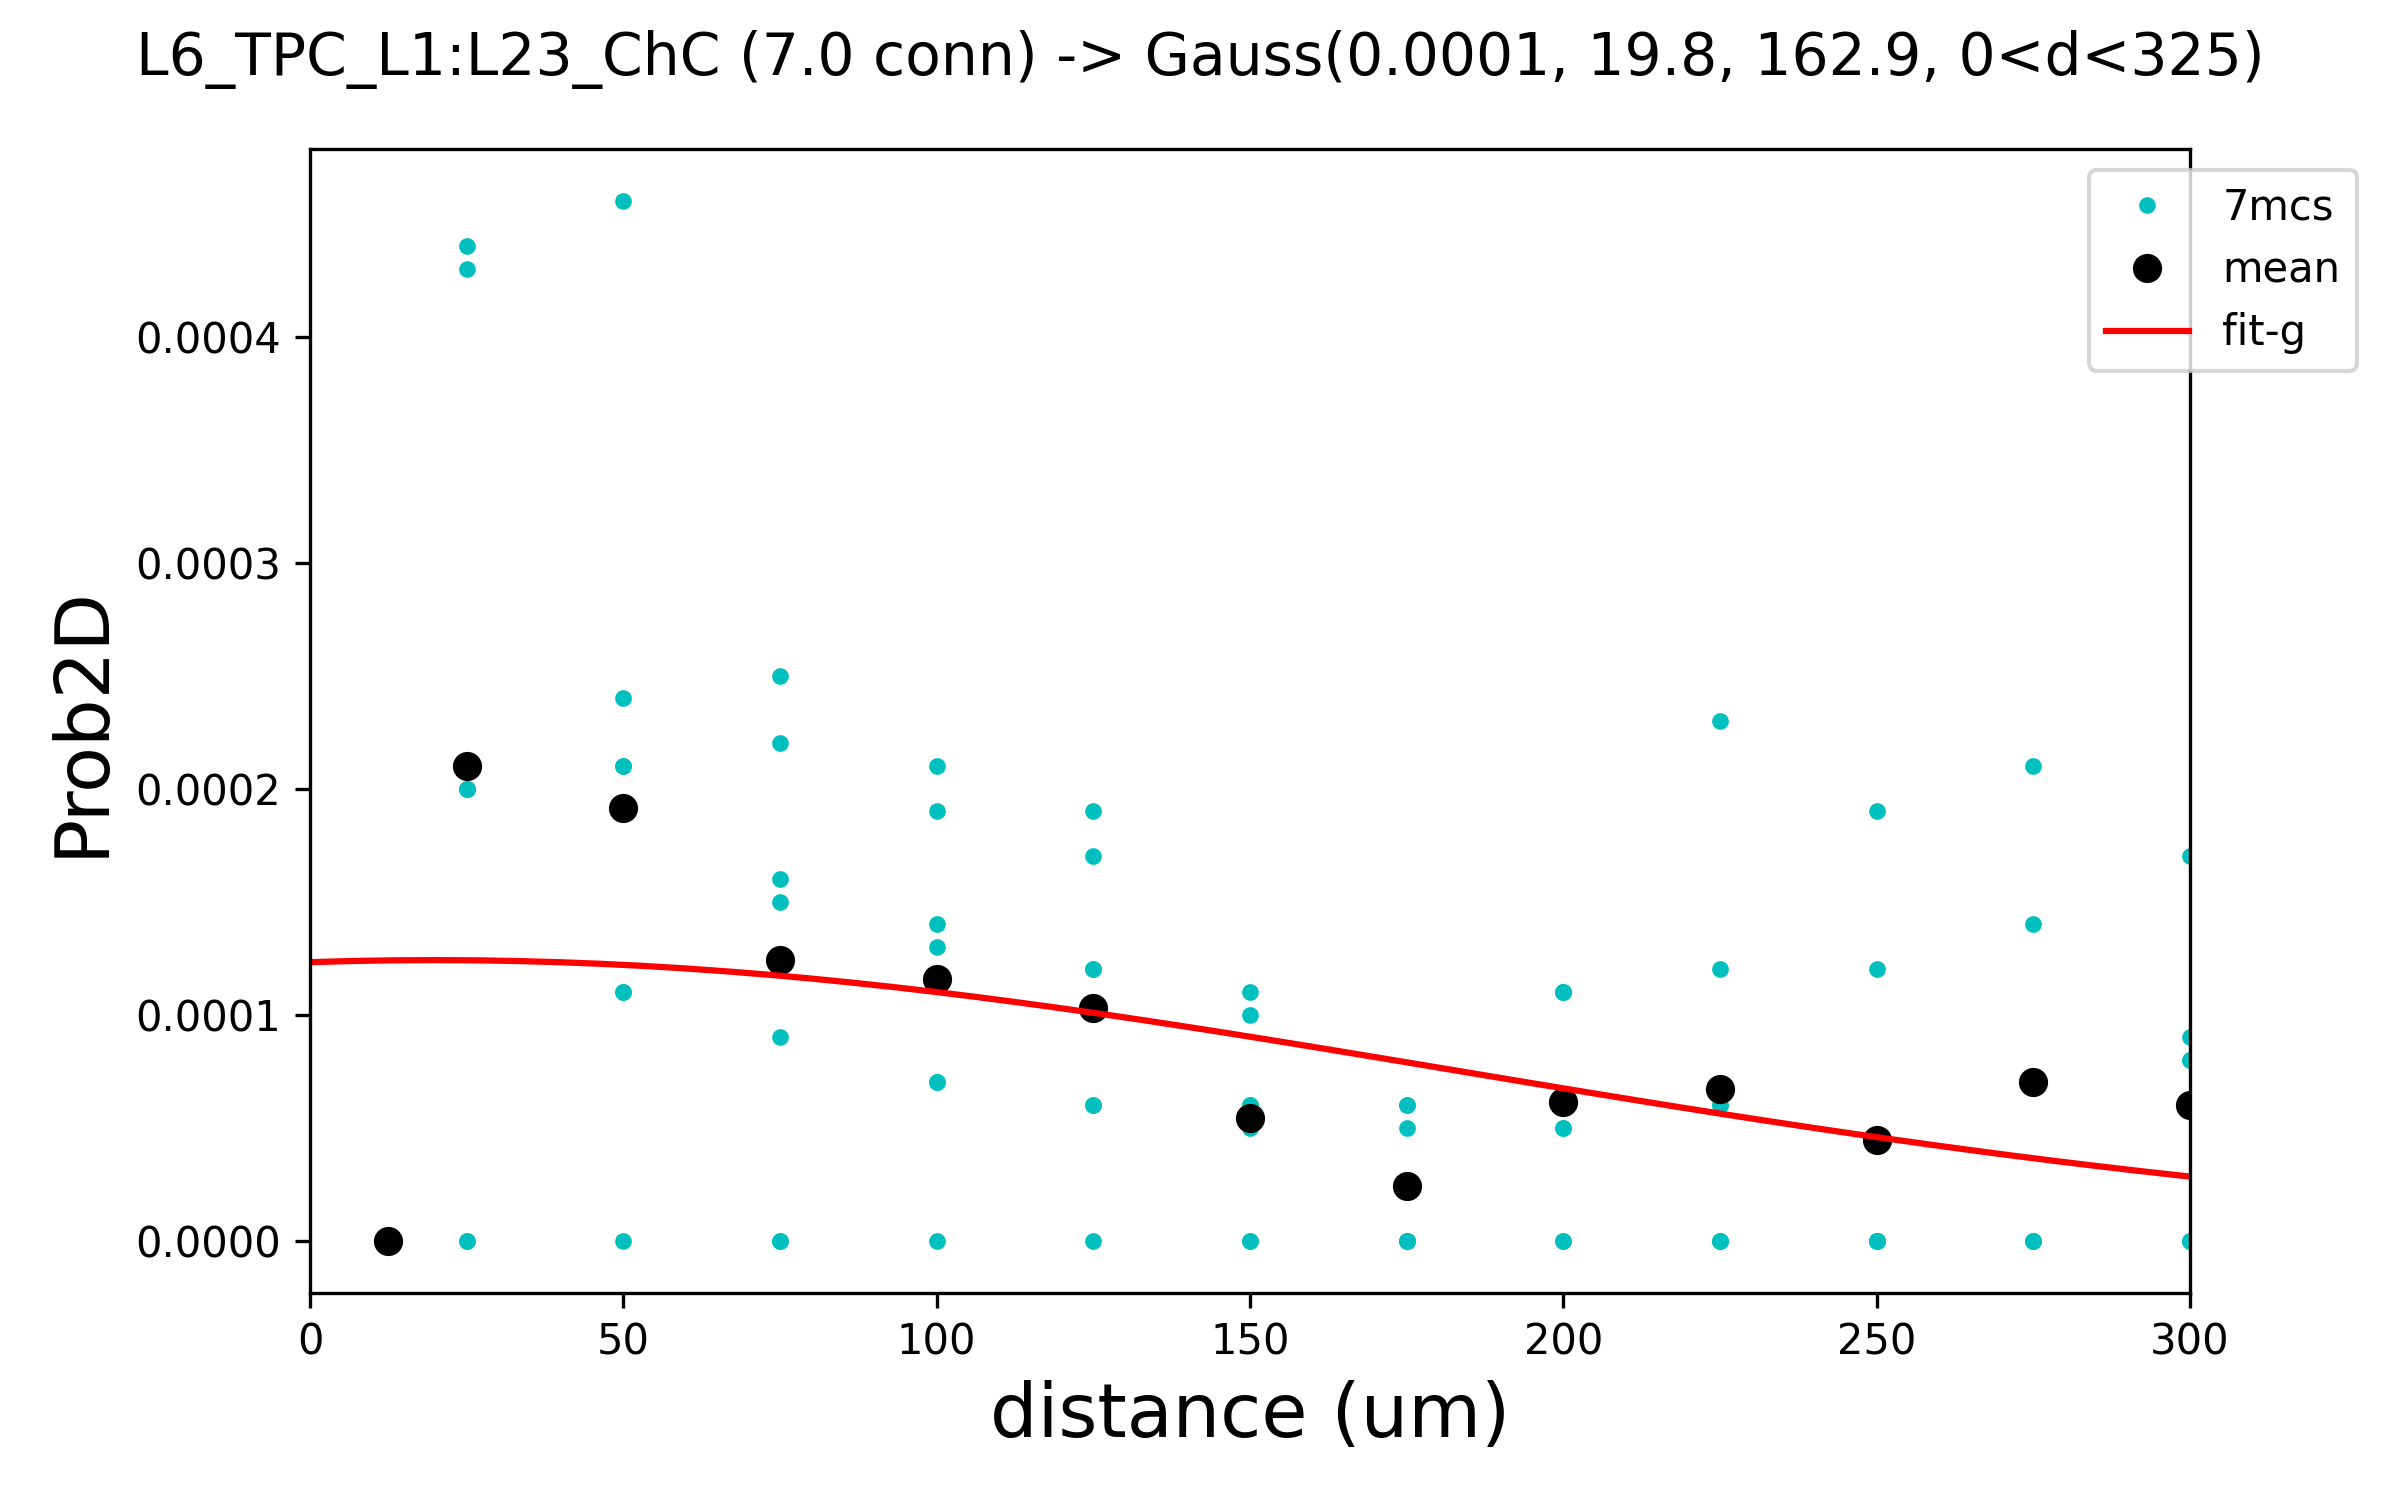 L6_TPC_L1:L23_ChC (7.0 conn) -> Gauss(0.0001, 19.8, 162.9, 0<d<325)
7mcs
mean
fit-g
Prob2D
0.0004
0.0003
0.0002
0.0001
0.0000
0 50 100 150 200 250 300
distance (um)